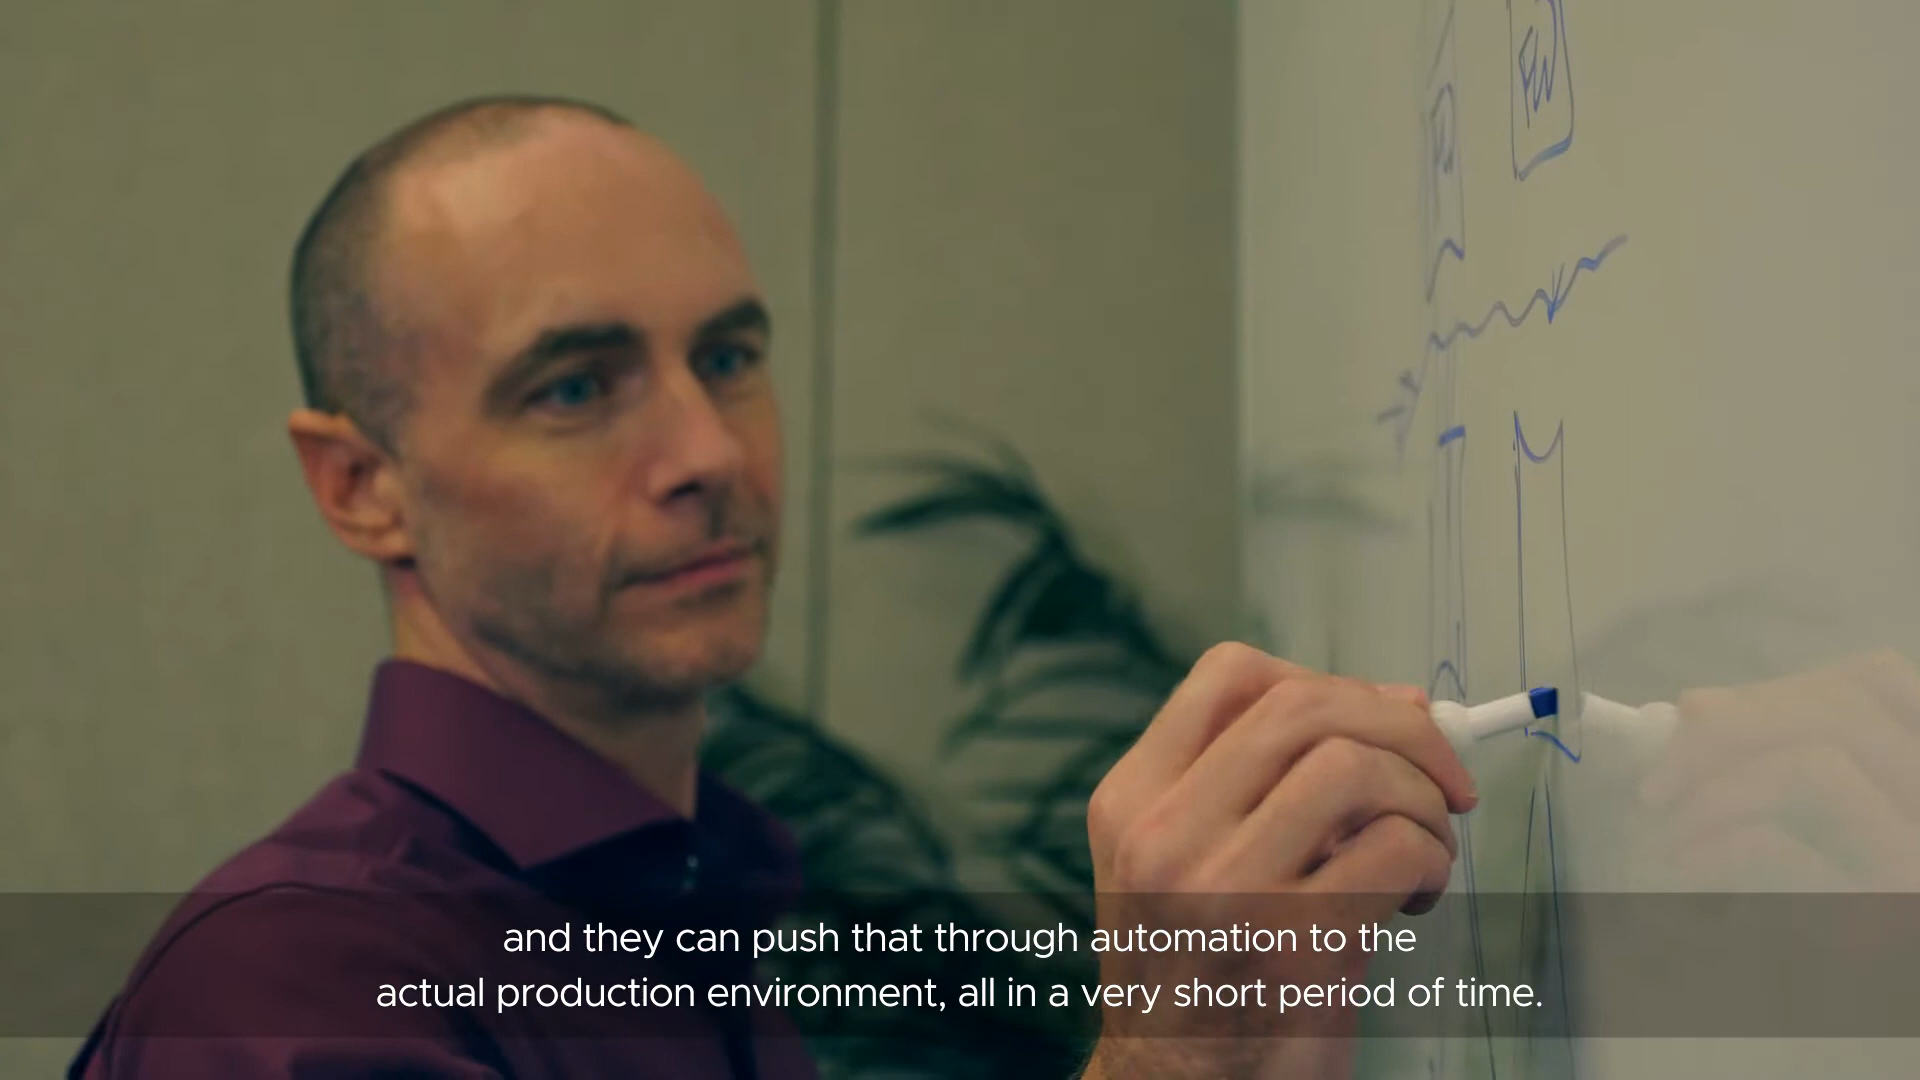 FW
and they can push that through automation to the
actual production environment, all in a very short period of time.